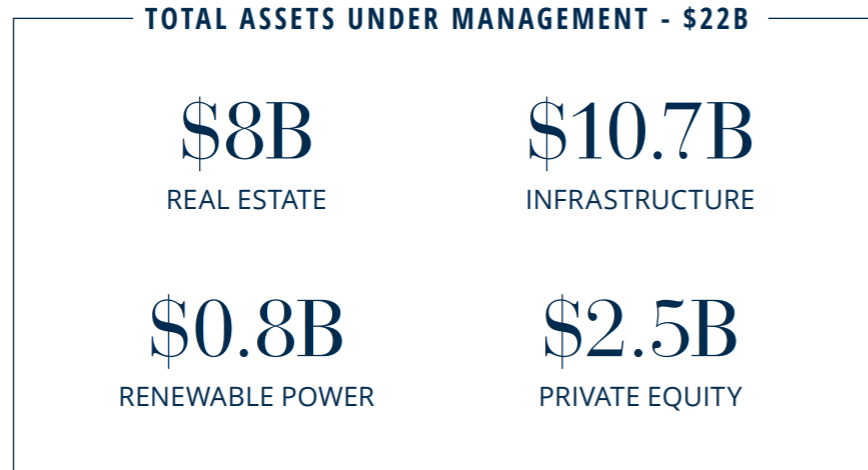 TOTAL ASSETS UNDER MANAGEMENT - $22B
$8B
REAL ESTATE
$10.7B
INFRASTRUCTURE
$0.8B
RENEWABLE POWER
$2.5B
PRIVATE EQUITY